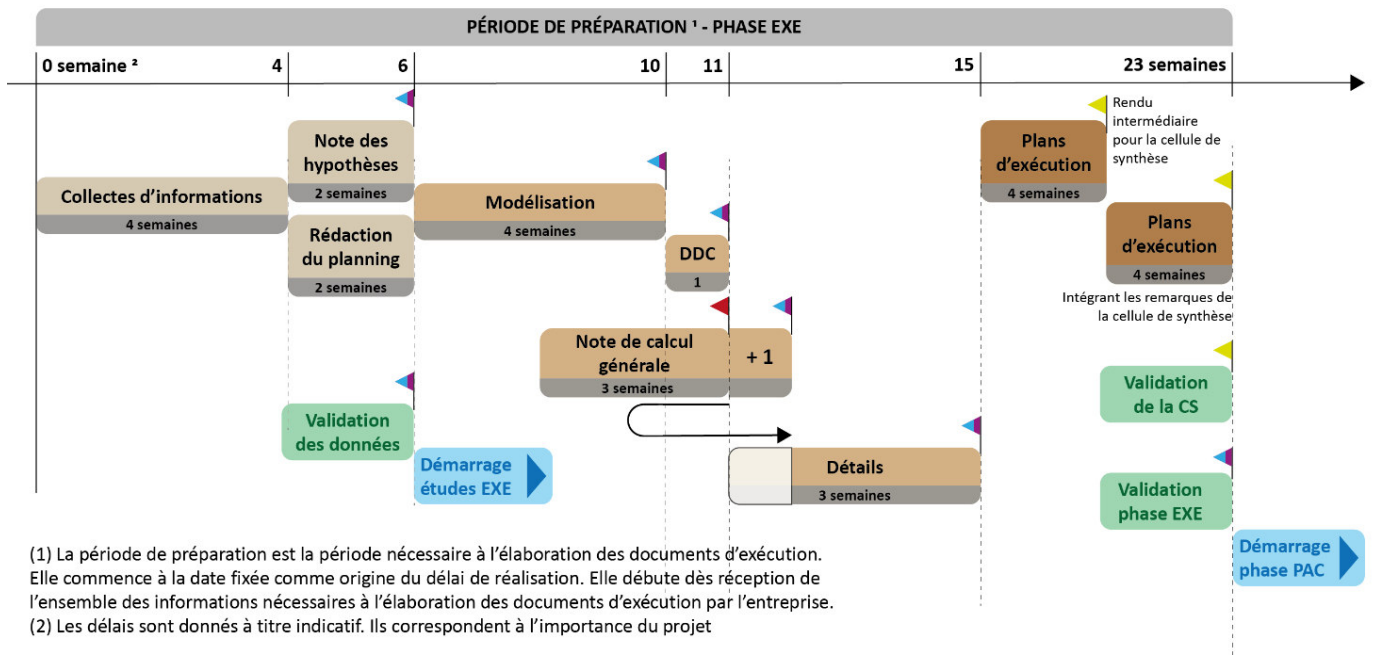 PÉRIODE DE PRÉPARATION ¹ - PHASE EXE
0 semaine ²
4
6
10
11
15
23 semaines
Rendu
intermédiaire
pour la cellule de
synthèse
Note des
hypothèses
2 semaines
Plans
d’exécution
4 semaines
Collectes d’informations
4 semaines
Modélisation
4 semaines
Rédaction
du planning
2 semaines
DDC
1
Plans
d’exécution
4 semaines
Intégrant les remarques de
la cellule de synthèse
Note de calcul
générale
3 semaines
+ 1
Validation
des données
Validation
de la CS
Démarrage
études EXE
Détails
3 semaines
Validation
phase EXE
Démarrage
phase PAC
(1) La période de préparation est la période nécessaire à l’élaboration des documents d’exécution.
Elle commence à la date fixée comme origine du délai de réalisation. Elle débute dès réception de
l’ensemble des informations nécessaires à l’élaboration des documents d’exécution par l’entreprise.
(2) Les délais sont donnés à titre indicatif. Ils correspondent à l’importance du projet